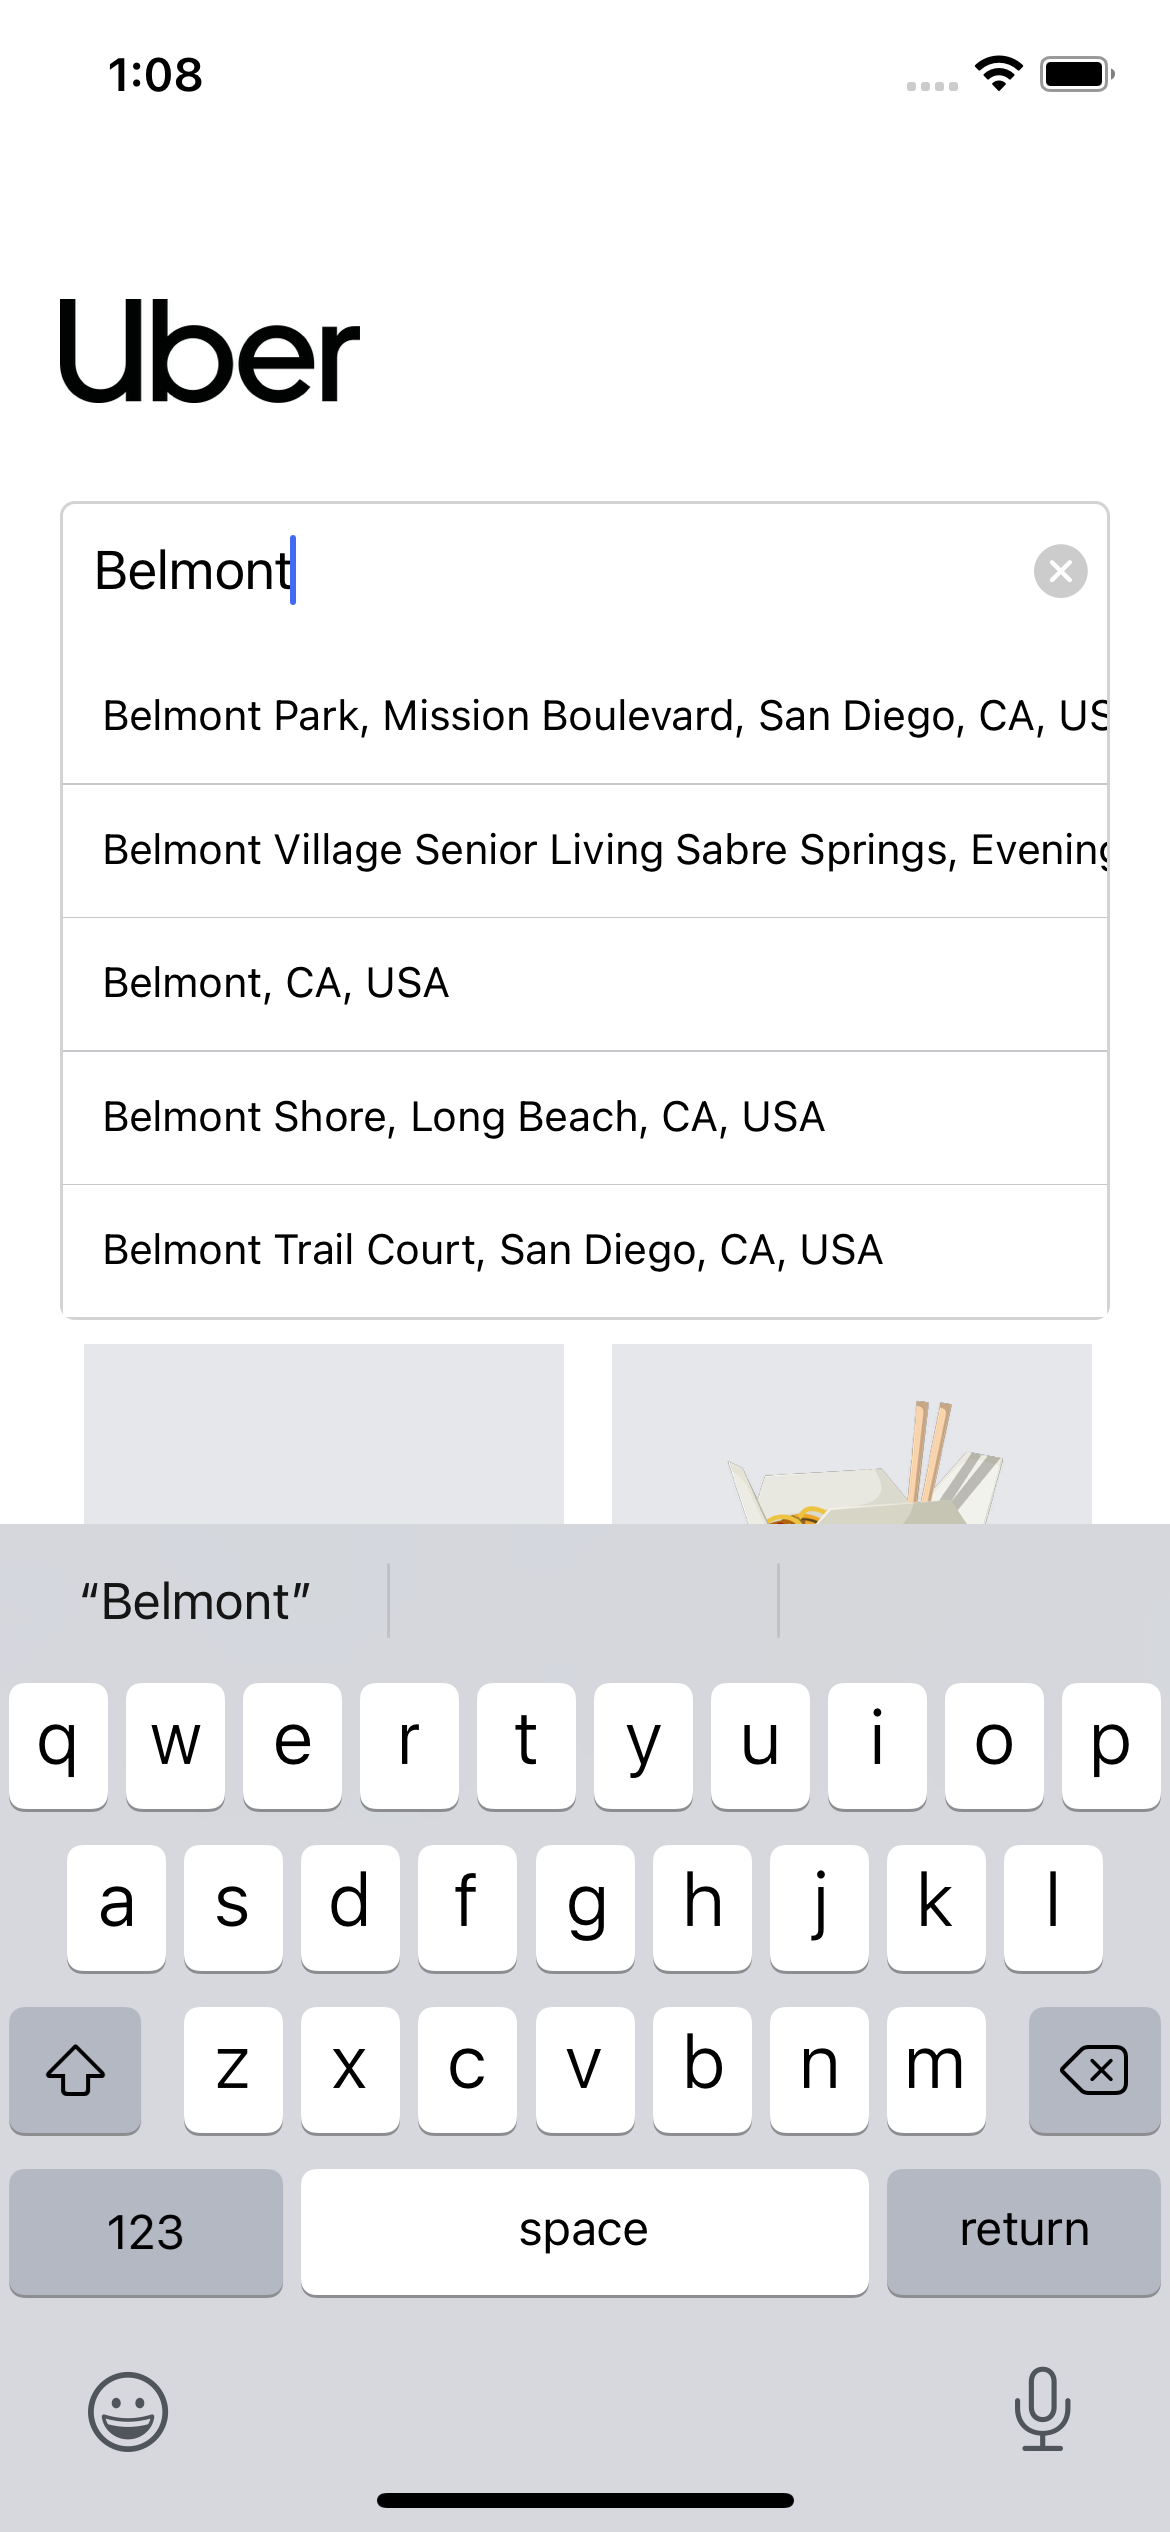 1:08
Uber
Belmont
Belmont Park, Mission Boulevard, San Diego, CA, US
Belmont Village Senior Living Sabre Springs, Evening
Belmont, CA, USA
Belmont Shore, Long Beach, CA, USA
Belmont Trail Court, San Diego, CA, USA
“Belmont”
q w e r t y u i o p
a s d f g h j k l
z x c v b n m
123 space return